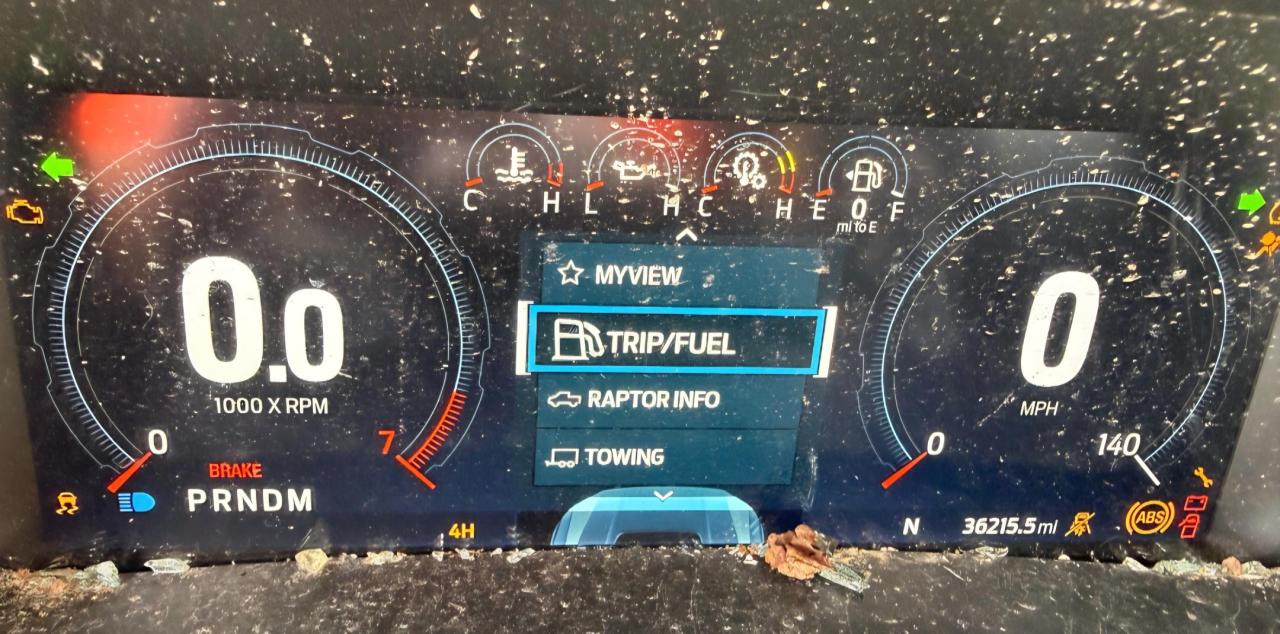 C H L H C H E 0 F
mi to E
MYVIEW
TRIP/FUEL
RAPTOR INFO
TOWING
0.0
1000 X RPM
0 7
BRAKE
PRNDM
4H
0
MPH
0 140
N 36215.5 mi
ABS